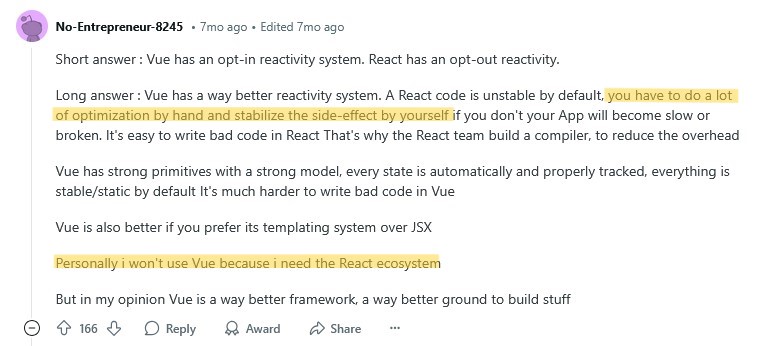 No-Entrepreneur-8245 • 7mo ago • Edited 7mo ago
Short answer : Vue has an opt-in reactivity system. React has an opt-out reactivity.
Long answer : Vue has a way better reactivity system. A React code is unstable by default, you have to do a lot
of optimization by hand and stabilize the side-effect by yourself if you don't your App will become slow or
broken. It's easy to write bad code in React That's why the React team build a compiler, to reduce the overhead
Vue has strong primitives with a strong model, every state is automatically and properly tracked, everything is
stable/static by default It's much harder to write bad code in Vue
Vue is also better if you prefer its templating system over JSX
Personally i won't use Vue because i need the React ecosystem
But in my opinion Vue is a way better framework, a way better ground to build stuff
166 Reply Award Share